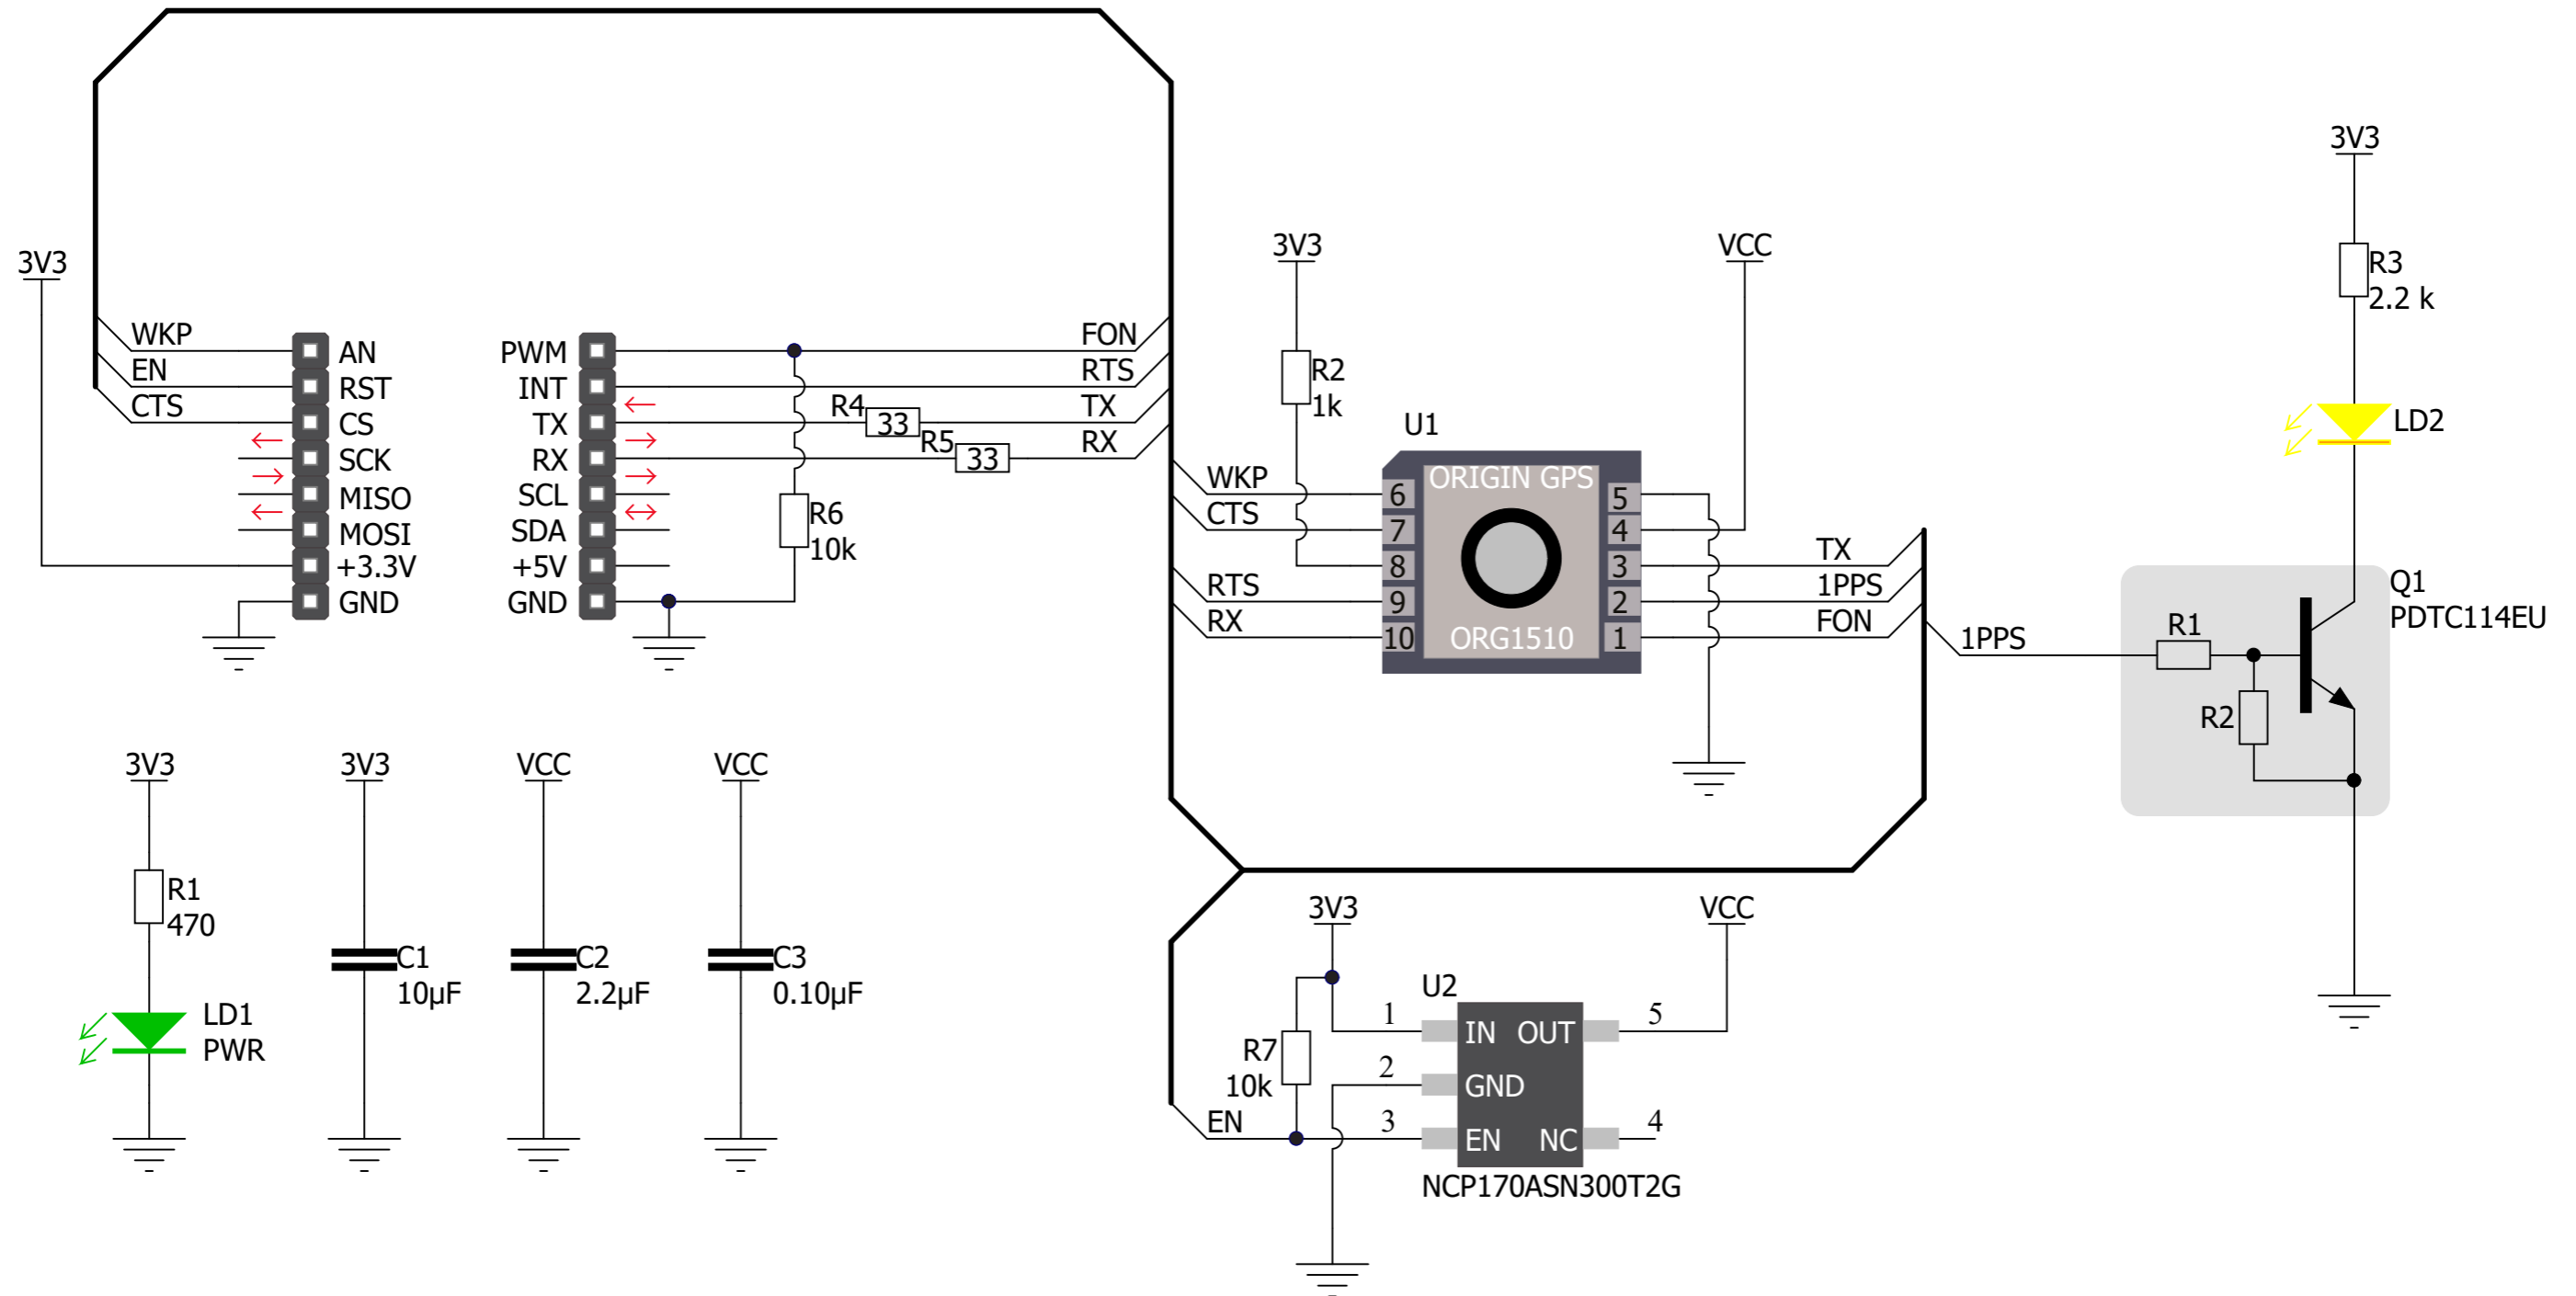 3V3
WKP
EN
CTS
AN
RST
CS
SCK
MISO
MOSI
+3.3V
GND
PWM
INT
TX
RX
SCL
SDA
+5V
GND
R4
33
R5
33
R6
10k
FON
RTS
TX
RX
3V3
R2
1k
VCC
U1
ORIGIN GPS
ORG1510
WKP
CTS
RTS
RX
6
7
8
9
10
5
4
3
2
1
TX
1PPS
FON
3V3
R3
2.2 k
LD2
Q1
PDTC114EU
1PPS
R1
R2
3V3
R1
470
LD1
PWR
3V3
C1
10µF
VCC
C2
2.2µF
VCC
C3
0.10µF
3V3
VCC
U2
R7
10k
EN
1
2
3
5
4
IN
OUT
GND
EN
NC
NCP170ASN300T2G